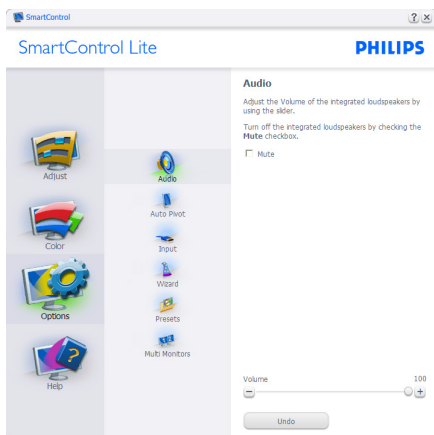 SmartControl
SmartControl Lite
PHILIPS
Adjust
Color
Options
Help
Audio
Auto Pivot
Input
Wizard
Presets
Multi Monitors
Audio
Adjust the Volume of the integrated loudspeakers by
using the slider.
Turn off the integrated loudspeakers by checking the
Mute checkbox.
Mute
Volume 100
Undo